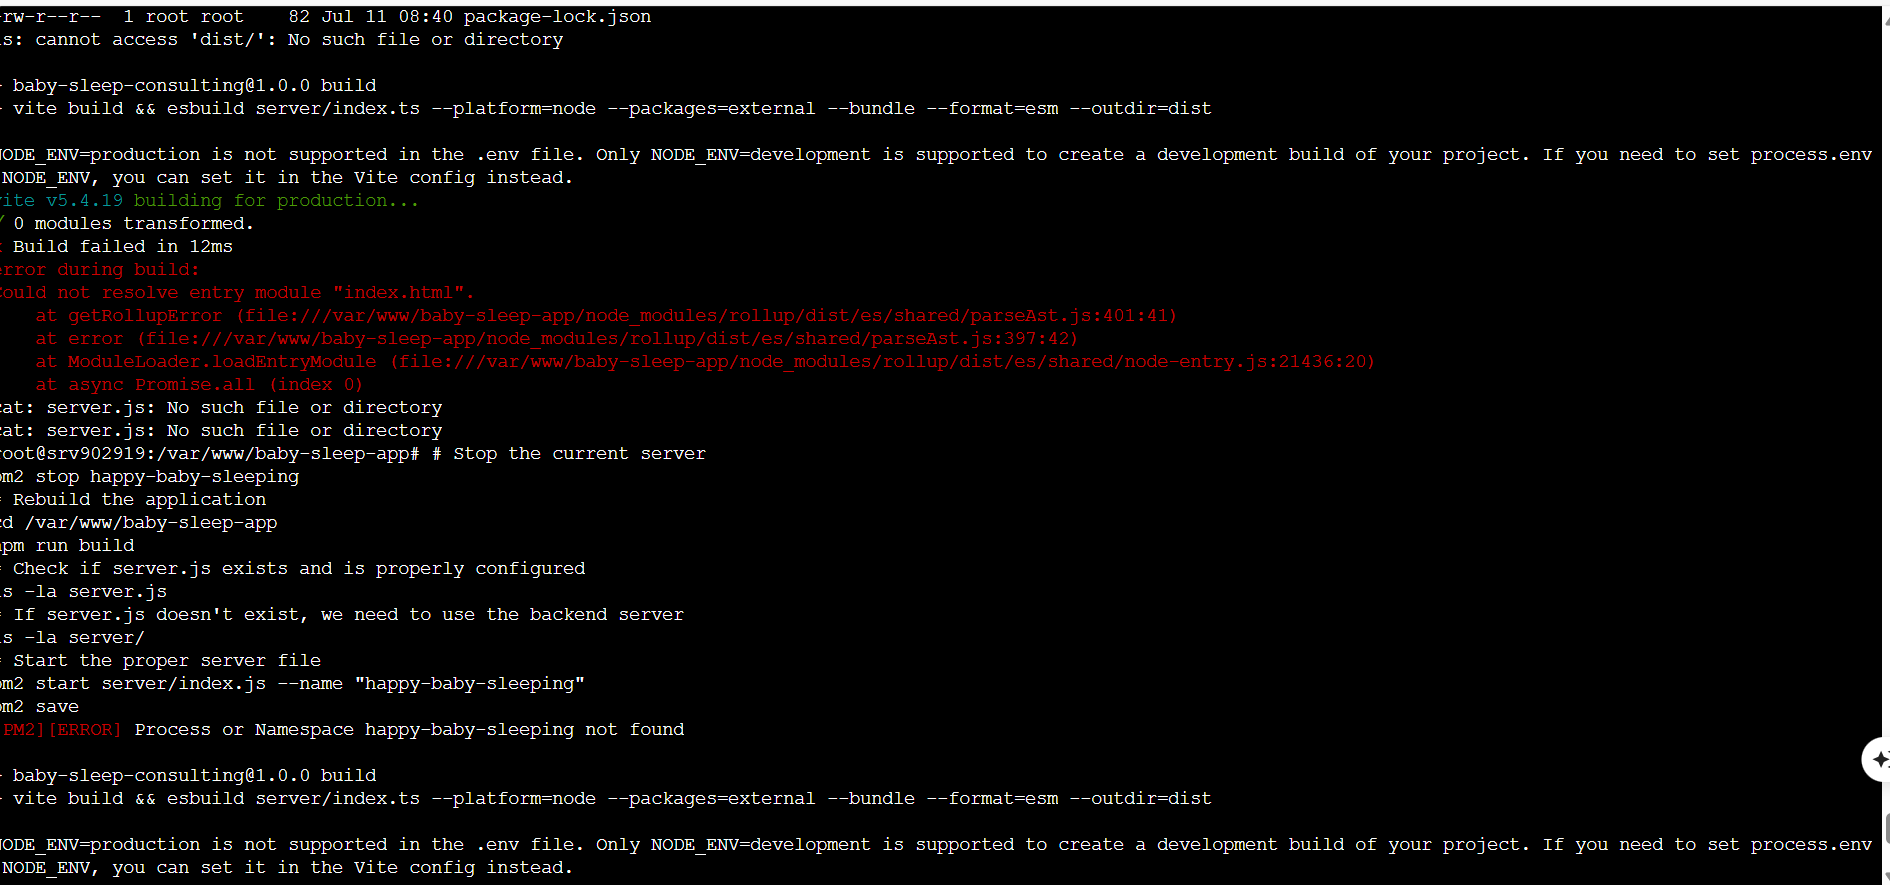 -rw-r--r--  1 root root    82 Jul 11 08:40 package-lock.json
ls: cannot access 'dist/': No such file or directory
> baby-sleep-consulting@1.0.0 build
> vite build && esbuild server/index.ts --platform=node --packages=external --bundle --format=esm --outdir=dist
NODE_ENV=production is not supported in the .env file. Only NODE_ENV=development is supported to create a development build of your project. If you need to set process.env
NODE_ENV, you can set it in the Vite config instead.
vite v5.4.19 building for production...
✓ 0 modules transformed.
x Build failed in 12ms
error during build:
Could not resolve entry module "index.html".
    at getRollupError (file:///var/www/baby-sleep-app/node_modules/rollup/dist/es/shared/parseAst.js:401:41)
    at error (file:///var/www/baby-sleep-app/node_modules/rollup/dist/es/shared/parseAst.js:397:42)
    at ModuleLoader.loadEntryModule (file:///var/www/baby-sleep-app/node_modules/rollup/dist/es/shared/node-entry.js:21436:20)
    at async Promise.all (index 0)
cat: server.js: No such file or directory
cat: server.js: No such file or directory
root@srv902919:/var/www/baby-sleep-app# # Stop the current server
pm2 stop happy-baby-sleeping
# Rebuild the application
cd /var/www/baby-sleep-app
npm run build
# Check if server.js exists and is properly configured
ls -la server.js
# If server.js doesn't exist, we need to use the backend server
ls -la server/
# Start the proper server file
pm2 start server/index.js --name "happy-baby-sleeping"
pm2 save
[PM2][ERROR] Process or Namespace happy-baby-sleeping not found
> baby-sleep-consulting@1.0.0 build
> vite build && esbuild server/index.ts --platform=node --packages=external --bundle --format=esm --outdir=dist
NODE_ENV=production is not supported in the .env file. Only NODE_ENV=development is supported to create a development build of your project. If you need to set process.env
NODE_ENV, you can set it in the Vite config instead.